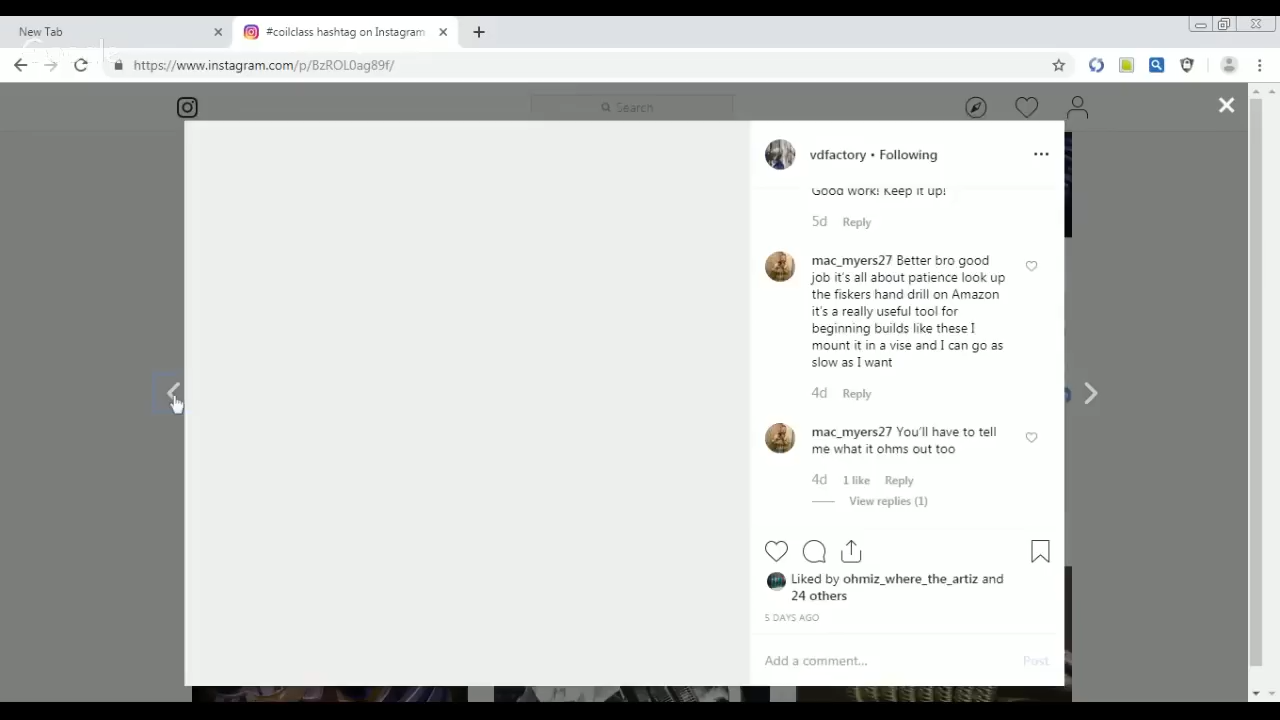 New Tab
#coilclass hashtag on Instagram
https://www.instagram.com/p/BzROL0ag89f/
Search
vdfactory • Following
Good work! Keep it up!
5d Reply
mac_myers27 Better bro good
job it's all about patience look up
the fiskers hand drill on Amazon
it's a really useful tool for
beginning builds like these I
mount it in a vise and I can go as
slow as I want
4d Reply
mac_myers27 You'll have to tell
me what it ohms out too
4d 1 like Reply
View replies (1)
Liked by ohmiz_where_the_artiz and
24 others
5 DAYS AGO
Add a comment...
Post